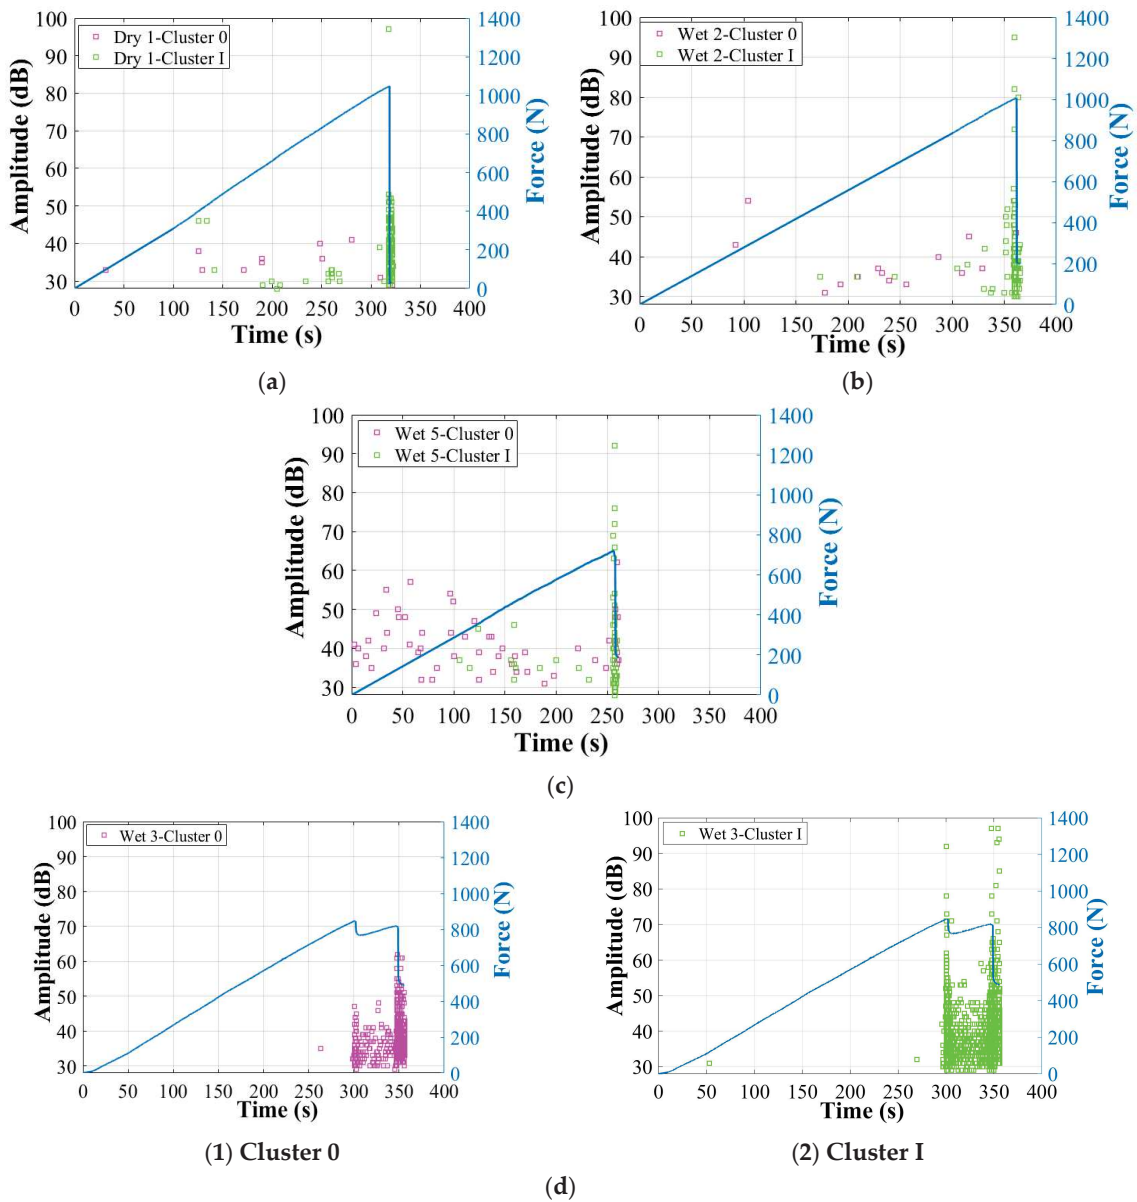 Amplitude (dB)
100
90
80
70
60
50
40
30
Dry 1-Cluster 0
Dry 1-Cluster I
1400
1200
1000
800
600
400
200
0
Force (N)
0 50 100 150 200 250 300 350 400
Time (s)
(a)
Amplitude (dB)
100
90
80
70
60
50
40
30
Wet 2-Cluster 0
Wet 2-Cluster I
1400
1200
1000
800
600
400
200
0
Force (N)
0 50 100 150 200 250 300 350 400
Time (s)
(b)
Amplitude (dB)
100
90
80
70
60
50
40
30
Wet 5-Cluster 0
Wet 5-Cluster I
1400
1200
1000
800
600
400
200
0
Force (N)
0 50 100 150 200 250 300 350 400
Time (s)
(c)
Amplitude (dB)
100
90
80
70
60
50
40
30
Wet 3-Cluster 0
1400
1200
1000
800
600
400
200
0
Force (N)
0 50 100 150 200 250 300 350 400
Time (s)
(1) Cluster 0
Amplitude (dB)
100
90
80
70
60
50
40
30
Wet 3-Cluster I
1400
1200
1000
800
600
400
200
0
Force (N)
0 50 100 150 200 250 300 350 400
Time (s)
(2) Cluster I
(d)